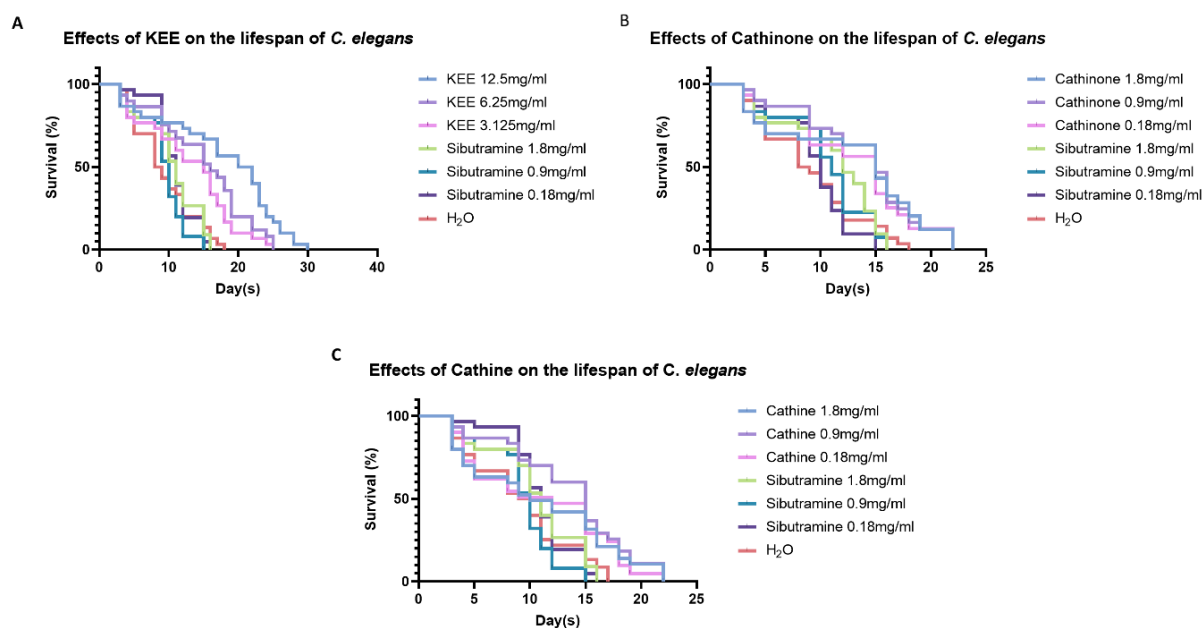 A
Effects of KEE on the lifespan of C. elegans
100
50
0
Survival (%)
0 10 20 30 40
Day(s)
KEE 12.5mg/ml
KEE 6.25mg/ml
KEE 3.125mg/ml
Sibutramine 1.8mg/ml
Sibutramine 0.9mg/ml
Sibutramine 0.18mg/ml
H₂O
B
Effects of Cathinone on the lifespan of C. elegans
100
50
0
Survival (%)
0 5 10 15 20 25
Day(s)
Cathinone 1.8mg/ml
Cathinone 0.9mg/ml
Cathinone 0.18mg/ml
Sibutramine 1.8mg/ml
Sibutramine 0.9mg/ml
Sibutramine 0.18mg/ml
H₂O
C
Effects of Cathine on the lifespan of C. elegans
100
50
0
Survival (%)
0 5 10 15 20 25
Day(s)
Cathine 1.8mg/ml
Cathine 0.9mg/ml
Cathine 0.18mg/ml
Sibutramine 1.8mg/ml
Sibutramine 0.9mg/ml
Sibutramine 0.18mg/ml
H₂O